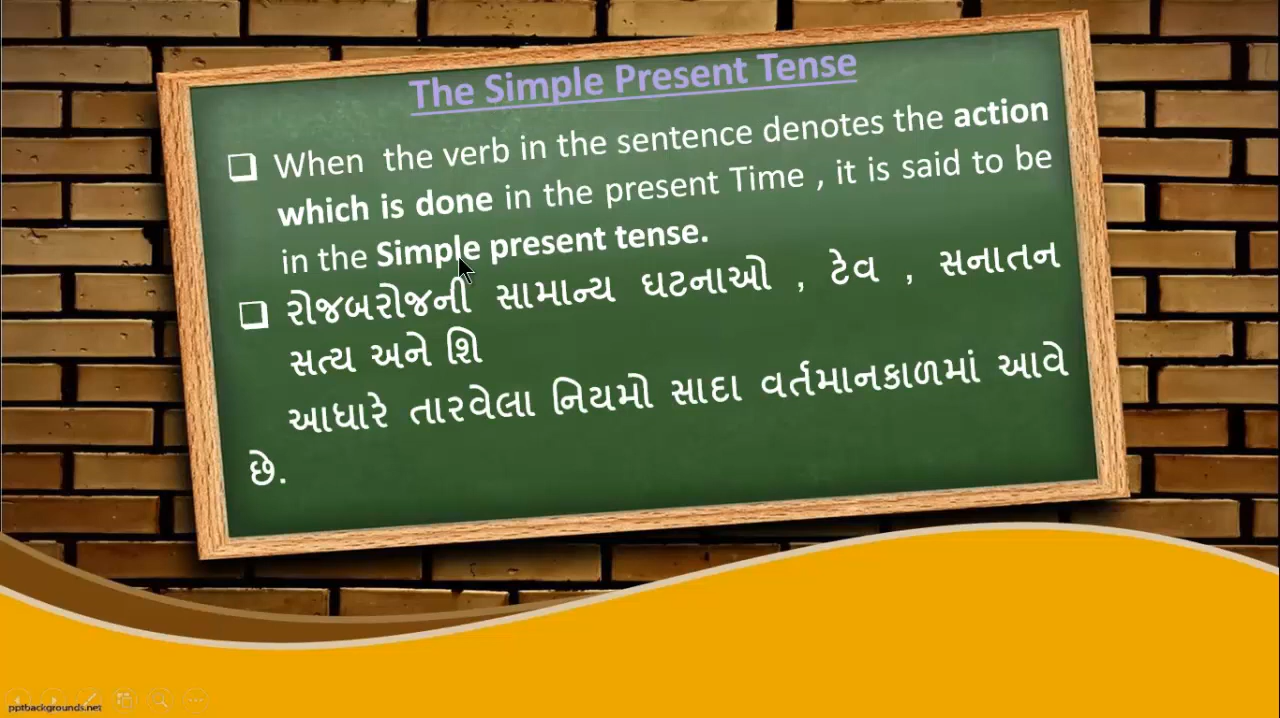 The Simple Present Tense
❑ When the verb in the sentence denotes the action
which is done in the present Time , it is said to be
in the Simple present tense.
❑ રોજબરોજની સામાન્ય ઘટનાઓ , ટેવ , સનાતન
સત્ય અને શિ
આધારે તારવેલા નિયમો સાદા વર્તમાનકાળમાં આવે
છે.
pptbackgrounds.net